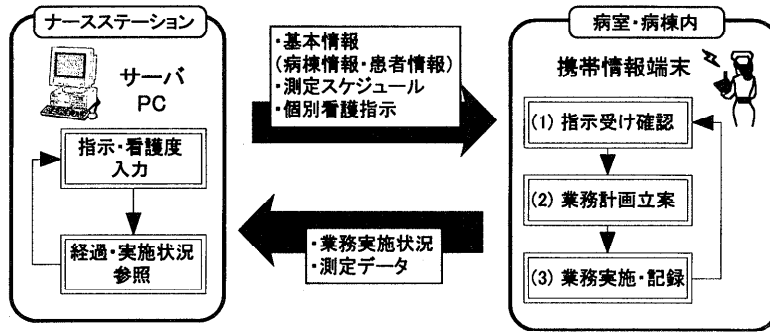 ナースステーション
サーバ
PC
指示・看護度
入力
経過・実施状況
参照
・基本情報
(病棟情報・患者情報)
・測定スケジュール
・個別看護指示
・業務実施状況
・測定データ
病室・病棟内
携帯情報端末
(1) 指示受け確認
(2) 業務計画立案
(3) 業務実施・記録